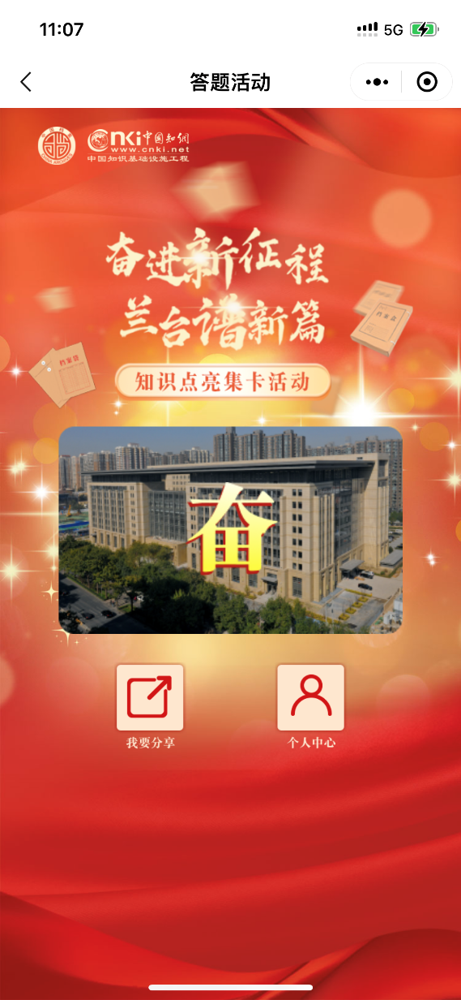 11:07
5G
答题活动
Cnki中国知网
www.cnki.net
中国知识基础设施工程
奋进新征程
兰台谱新篇
档案盒
档案袋
知识点亮集卡活动
奋
我要分享
个人中心